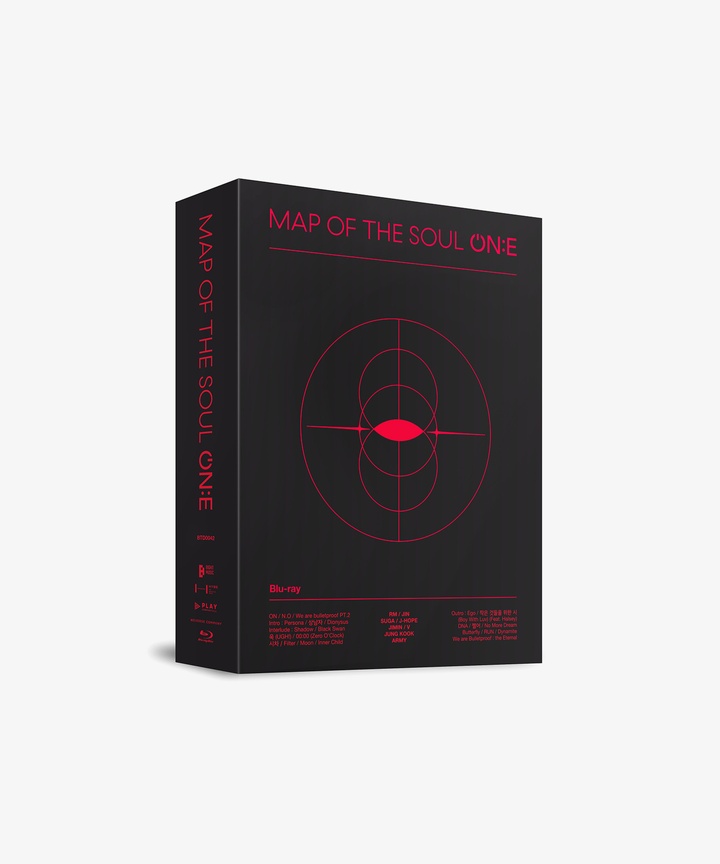 MAP OF THE SOUL ON:E
MAP OF THE SOUL ON:E
Blu-ray
ON / N.O / We are bulletproof PT.2
Intro : Persona / 상남자 / Dionysus
Interlude : Shadow / Black Swan
욱 (UGH!) / 00:00 (Zero O'Clock)
시차 / Filter / Moon / Inner Child
RM / JIN
SUGA / J-HOPE
JIMIN / V
JUNG KOOK
ARMY
Outro : Ego / 작은 것들을 위한 시
(Boy With Luv) (Feat. Halsey)
DNA / 쩔어 / No More Dream
Butterfly / RUN / Dynamite
We are Bulletproof : the Eternal
PLAY